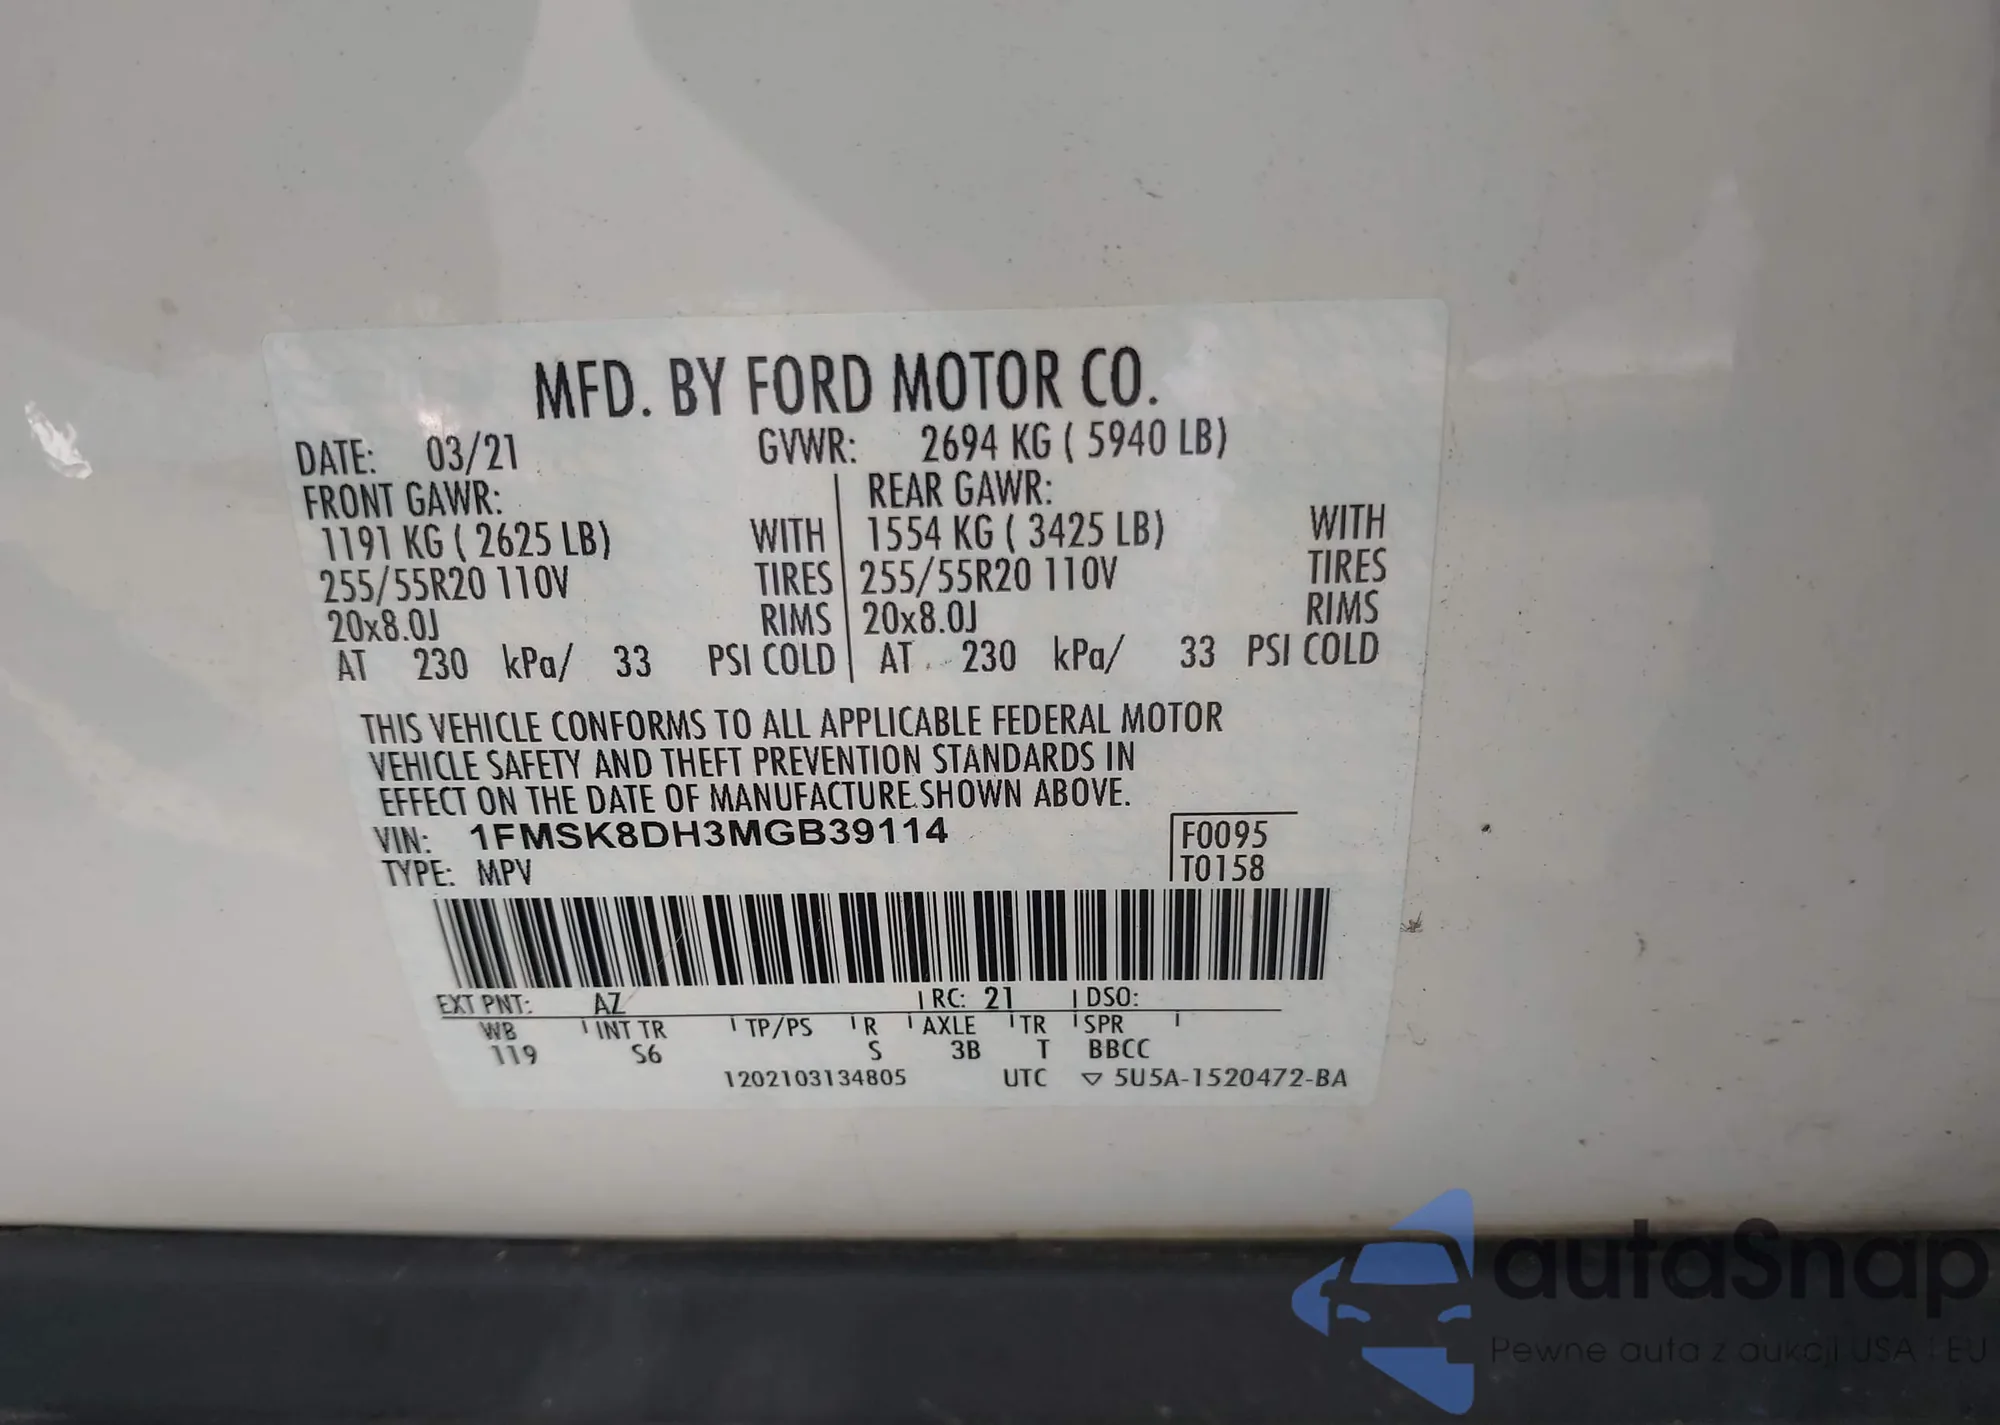 MFD. BY FORD MOTOR CO.
DATE: 03/21 GVWR: 2694 KG ( 5940 LB)
FRONT GAWR: REAR GAWR:
1191 KG ( 2625 LB) WITH 1554 KG ( 3425 LB) WITH
255/55R20 110V TIRES 255/55R20 110V TIRES
20x8.0J RIMS 20x8.0J RIMS
AT 230 kPa/ 33 PSI COLD AT 230 kPa/ 33 PSI COLD
THIS VEHICLE CONFORMS TO ALL APPLICABLE FEDERAL MOTOR
VEHICLE SAFETY AND THEFT PREVENTION STANDARDS IN
EFFECT ON THE DATE OF MANUFACTURE SHOWN ABOVE.
VIN: 1FMSK8DH3MGB39114 F0095
TYPE: MPV T0158
EXT PNT: AZ RC: 21 DSO:
WB INT TR TP/PS R AXLE TR SPR
119 S6 S 3B T BBCC
1202103134805 UTC ▽ 5U5A-1520472-BA
autaSnap
Pewne auta z aukcji USA i EU